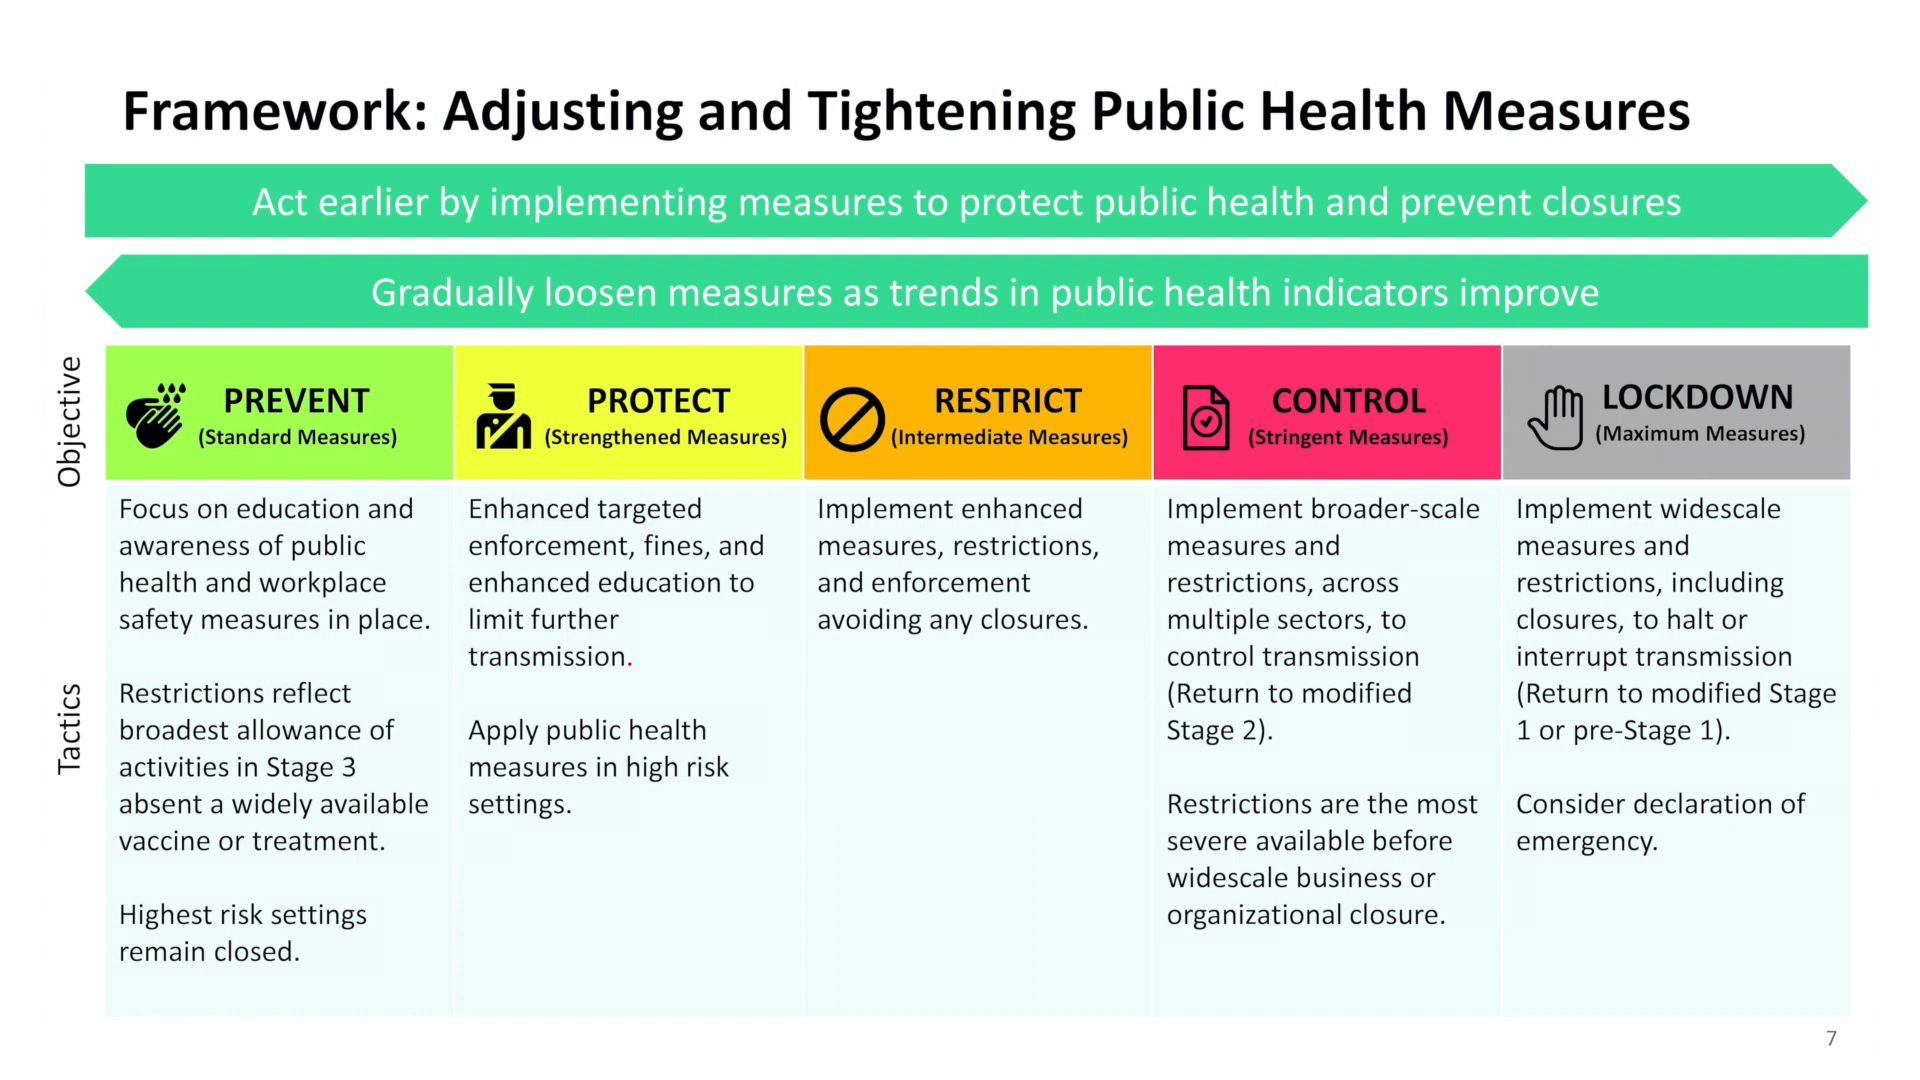 Framework: Adjusting and Tightening Public Health Measures
Act earlier by implementing measures to protect public health and prevent closures
Gradually loosen measures as trends in public health indicators improve
Objective
PREVENT
(Standard Measures)
PROTECT
(Strengthened Measures)
RESTRICT
(Intermediate Measures)
CONTROL
(Stringent Measures)
LOCKDOWN
(Maximum Measures)
Tactics
Focus on education and
awareness of public
health and workplace
safety measures in place.
Restrictions reflect
broadest allowance of
activities in Stage 3
absent a widely available
vaccine or treatment.
Highest risk settings
remain closed.
Enhanced targeted
enforcement, fines, and
enhanced education to
limit further
transmission.
Apply public health
measures in high risk
settings.
Implement enhanced
measures, restrictions,
and enforcement
avoiding any closures.
Implement broader-scale
measures and
restrictions, across
multiple sectors, to
control transmission
(Return to modified
Stage 2).
Restrictions are the most
severe available before
widescale business or
organizational closure.
Implement widescale
measures and
restrictions, including
closures, to halt or
interrupt transmission
(Return to modified Stage
1 or pre-Stage 1).
Consider declaration of
emergency.
7